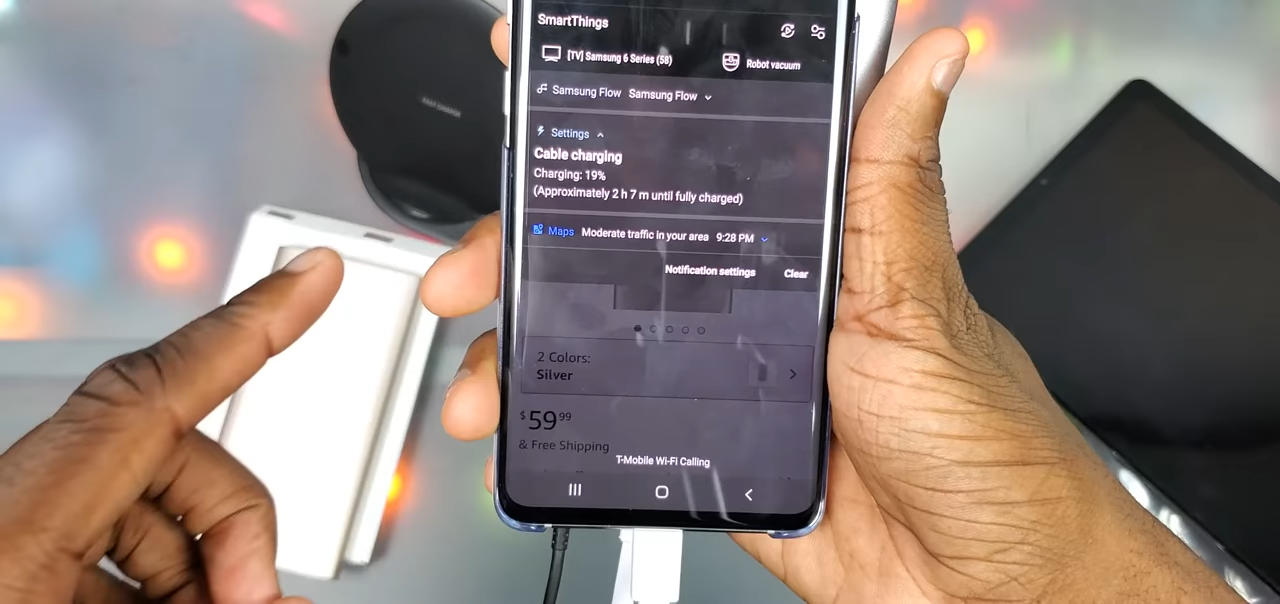 SmartThings
[TV] Samsung 6 Series (58)
Robot vacuum
Samsung Flow Samsung Flow
Settings
Cable charging
Charging: 19%
(Approximately 2 h 7 m until fully charged)
Maps Moderate traffic in your area 9:28 PM
Notification settings Clear
2 Colors:
Silver
$59 99
& Free Shipping
T-Mobile Wi-Fi Calling
FAST CHARGE